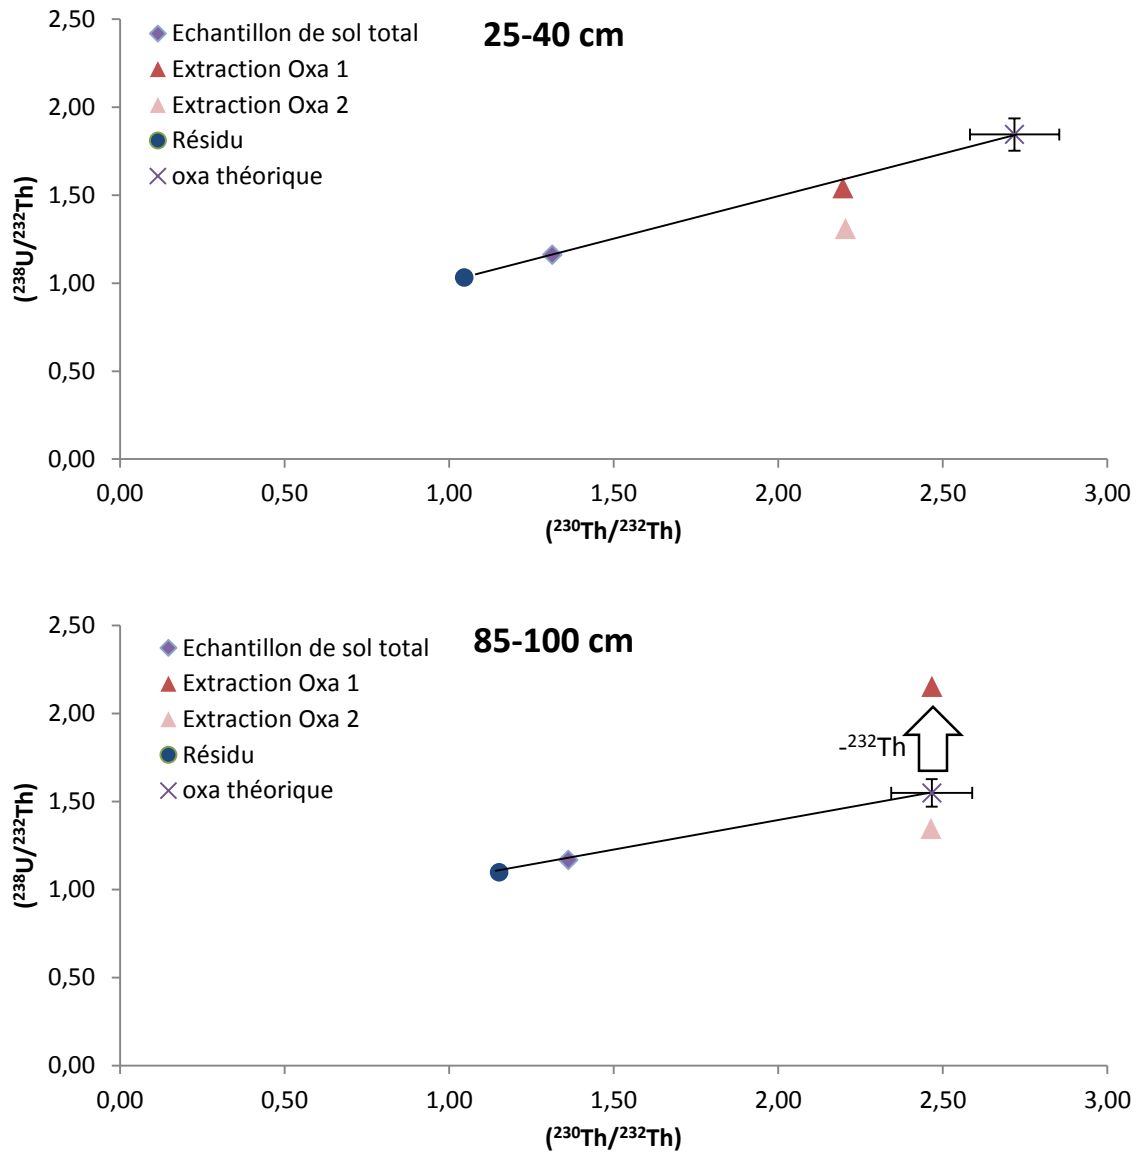 25-40 cm
2,50
2,00
1,50
1,00
0,50
0,00
(²³⁸U/²³²Th)
Echantillon de sol total
Extraction Oxa 1
Extraction Oxa 2
Résidu
oxa théorique
0,00 0,50 1,00 1,50 2,00 2,50 3,00
(²³⁰Th/²³²Th)
85-100 cm
2,50
2,00
1,50
1,00
0,50
0,00
(²³⁸U/²³²Th)
Echantillon de sol total
Extraction Oxa 1
Extraction Oxa 2
Résidu
oxa théorique
-²³²Th
0,00 0,50 1,00 1,50 2,00 2,50 3,00
(²³⁰Th/²³²Th)